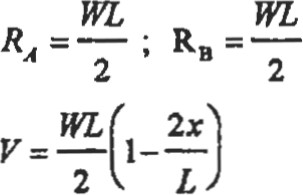 R_A = WL/2 ; R_B = WL/2
V = WL/2 (1 - 2x/L)